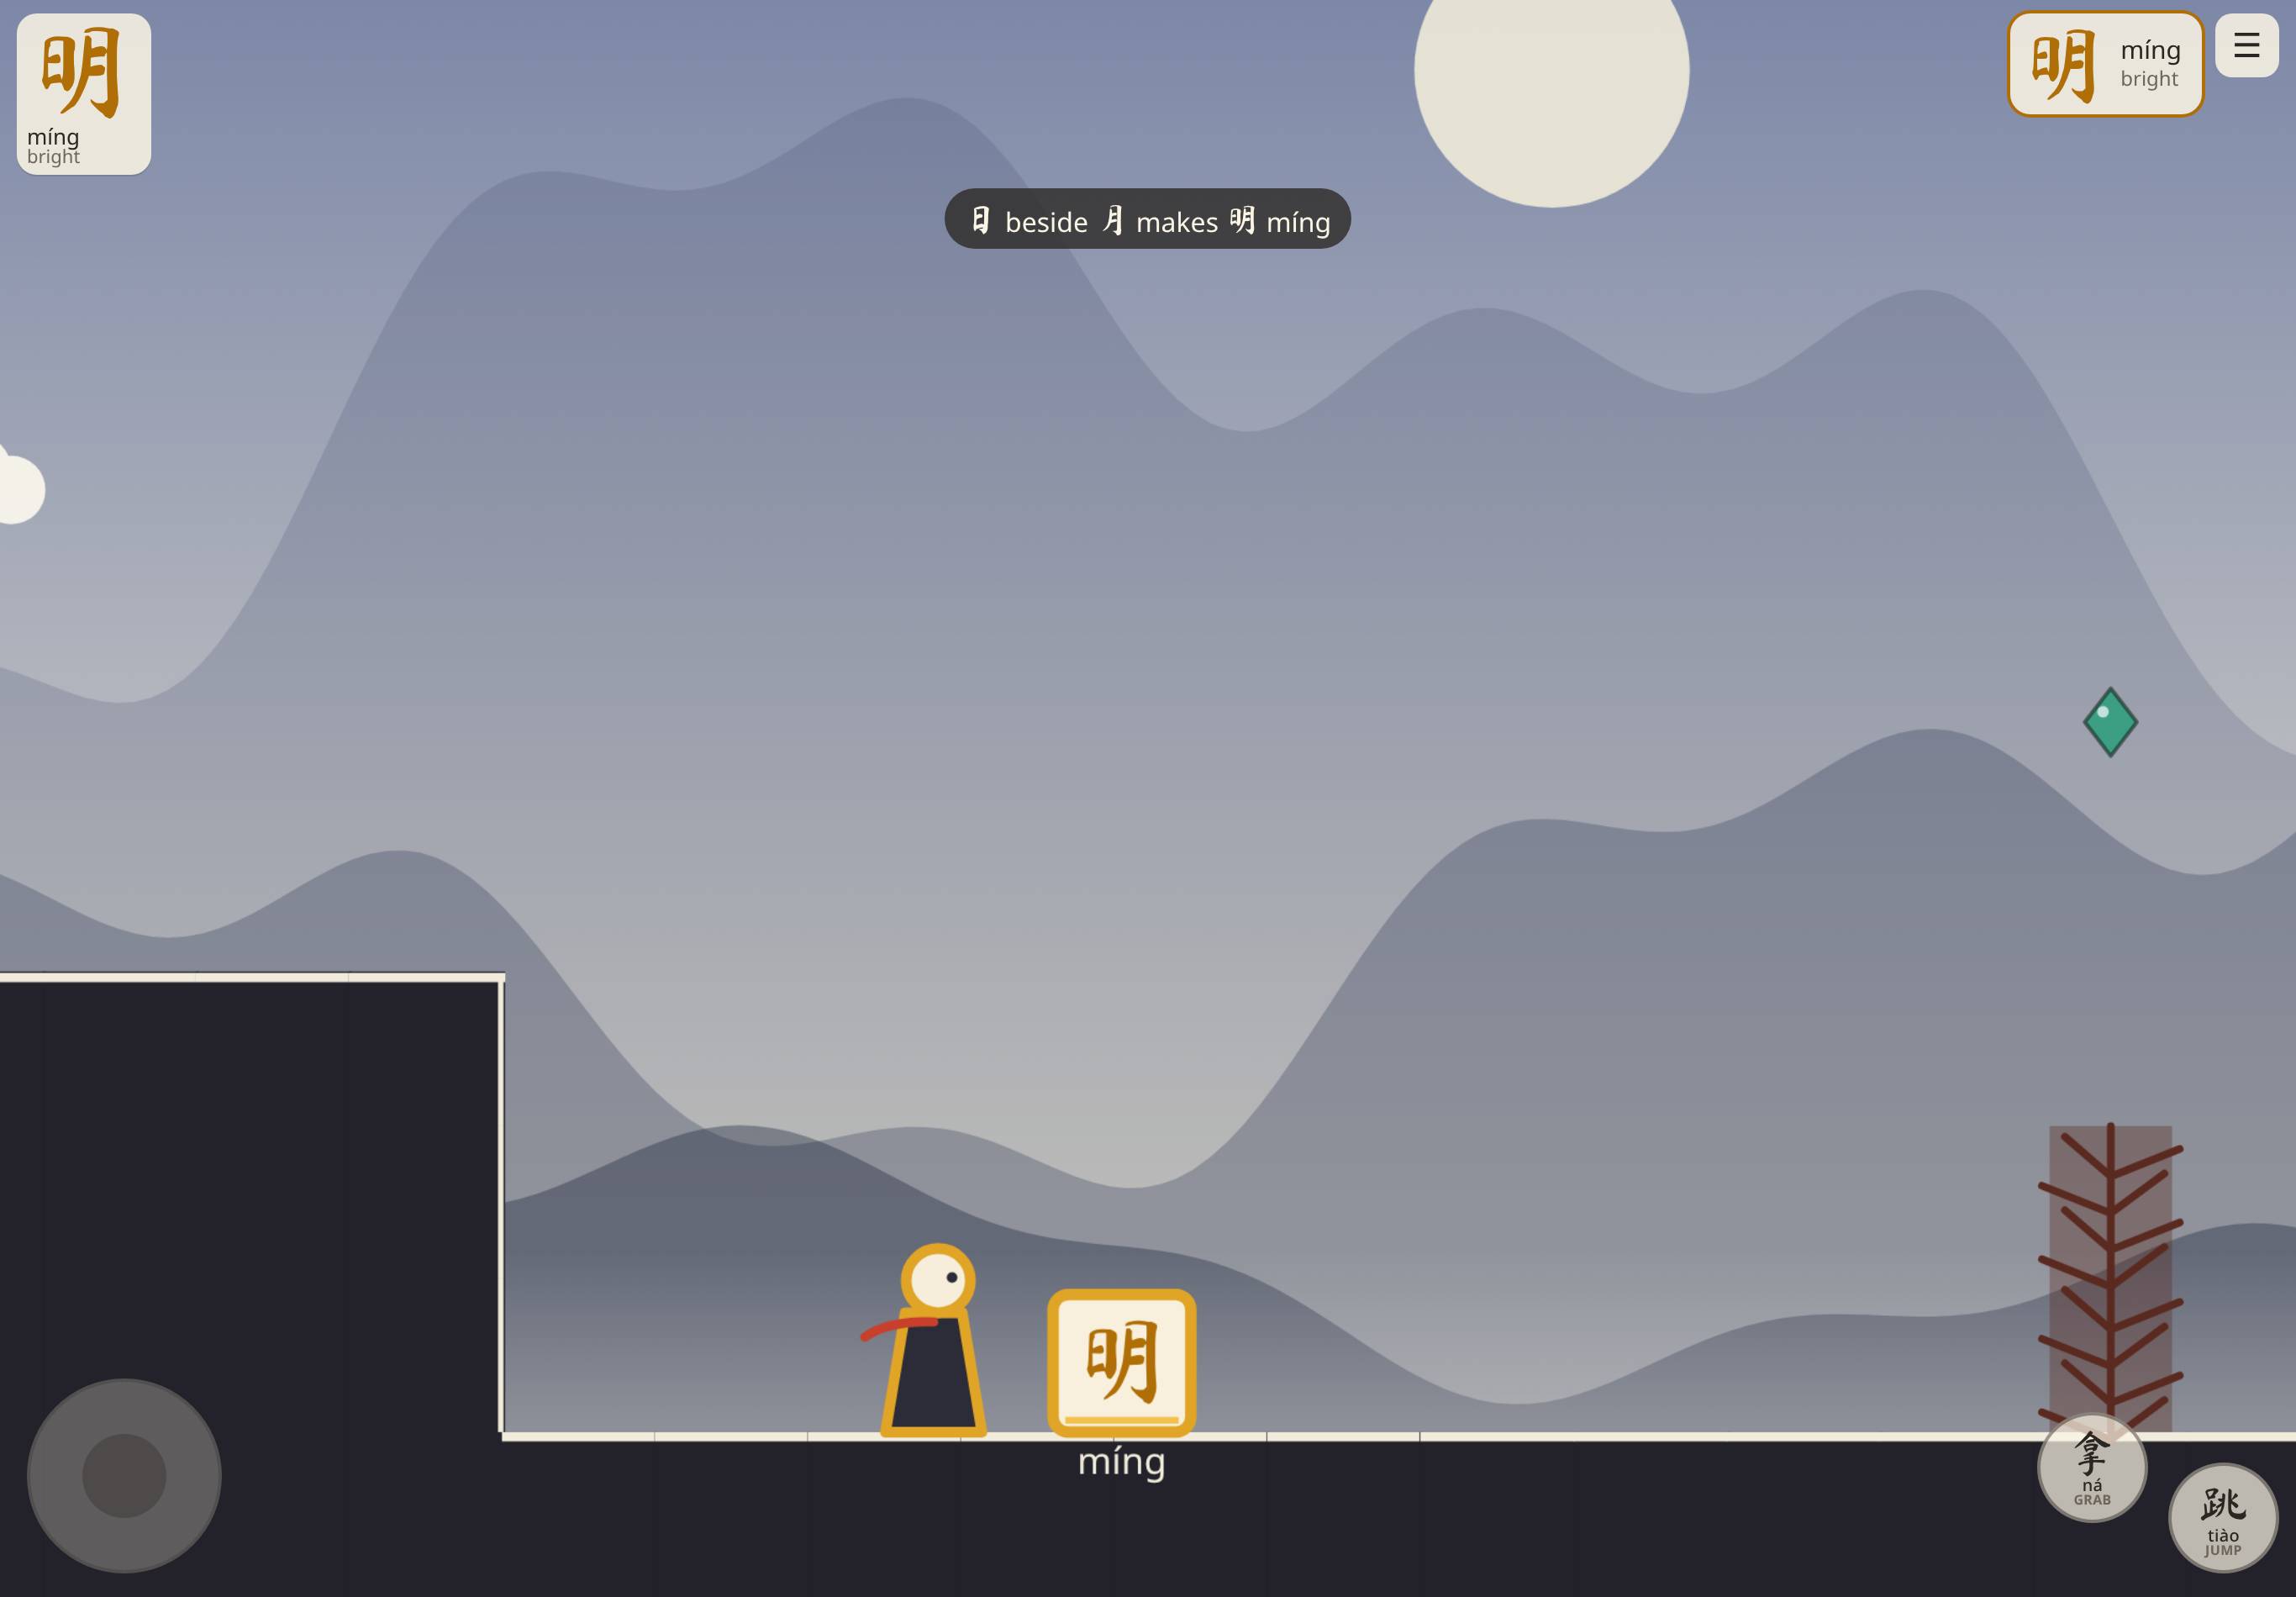 明
míng
bright
明
míng
bright
日 beside 月 makes 明 míng
明
míng
拿
ná
GRAB
跳
tiào
JUMP